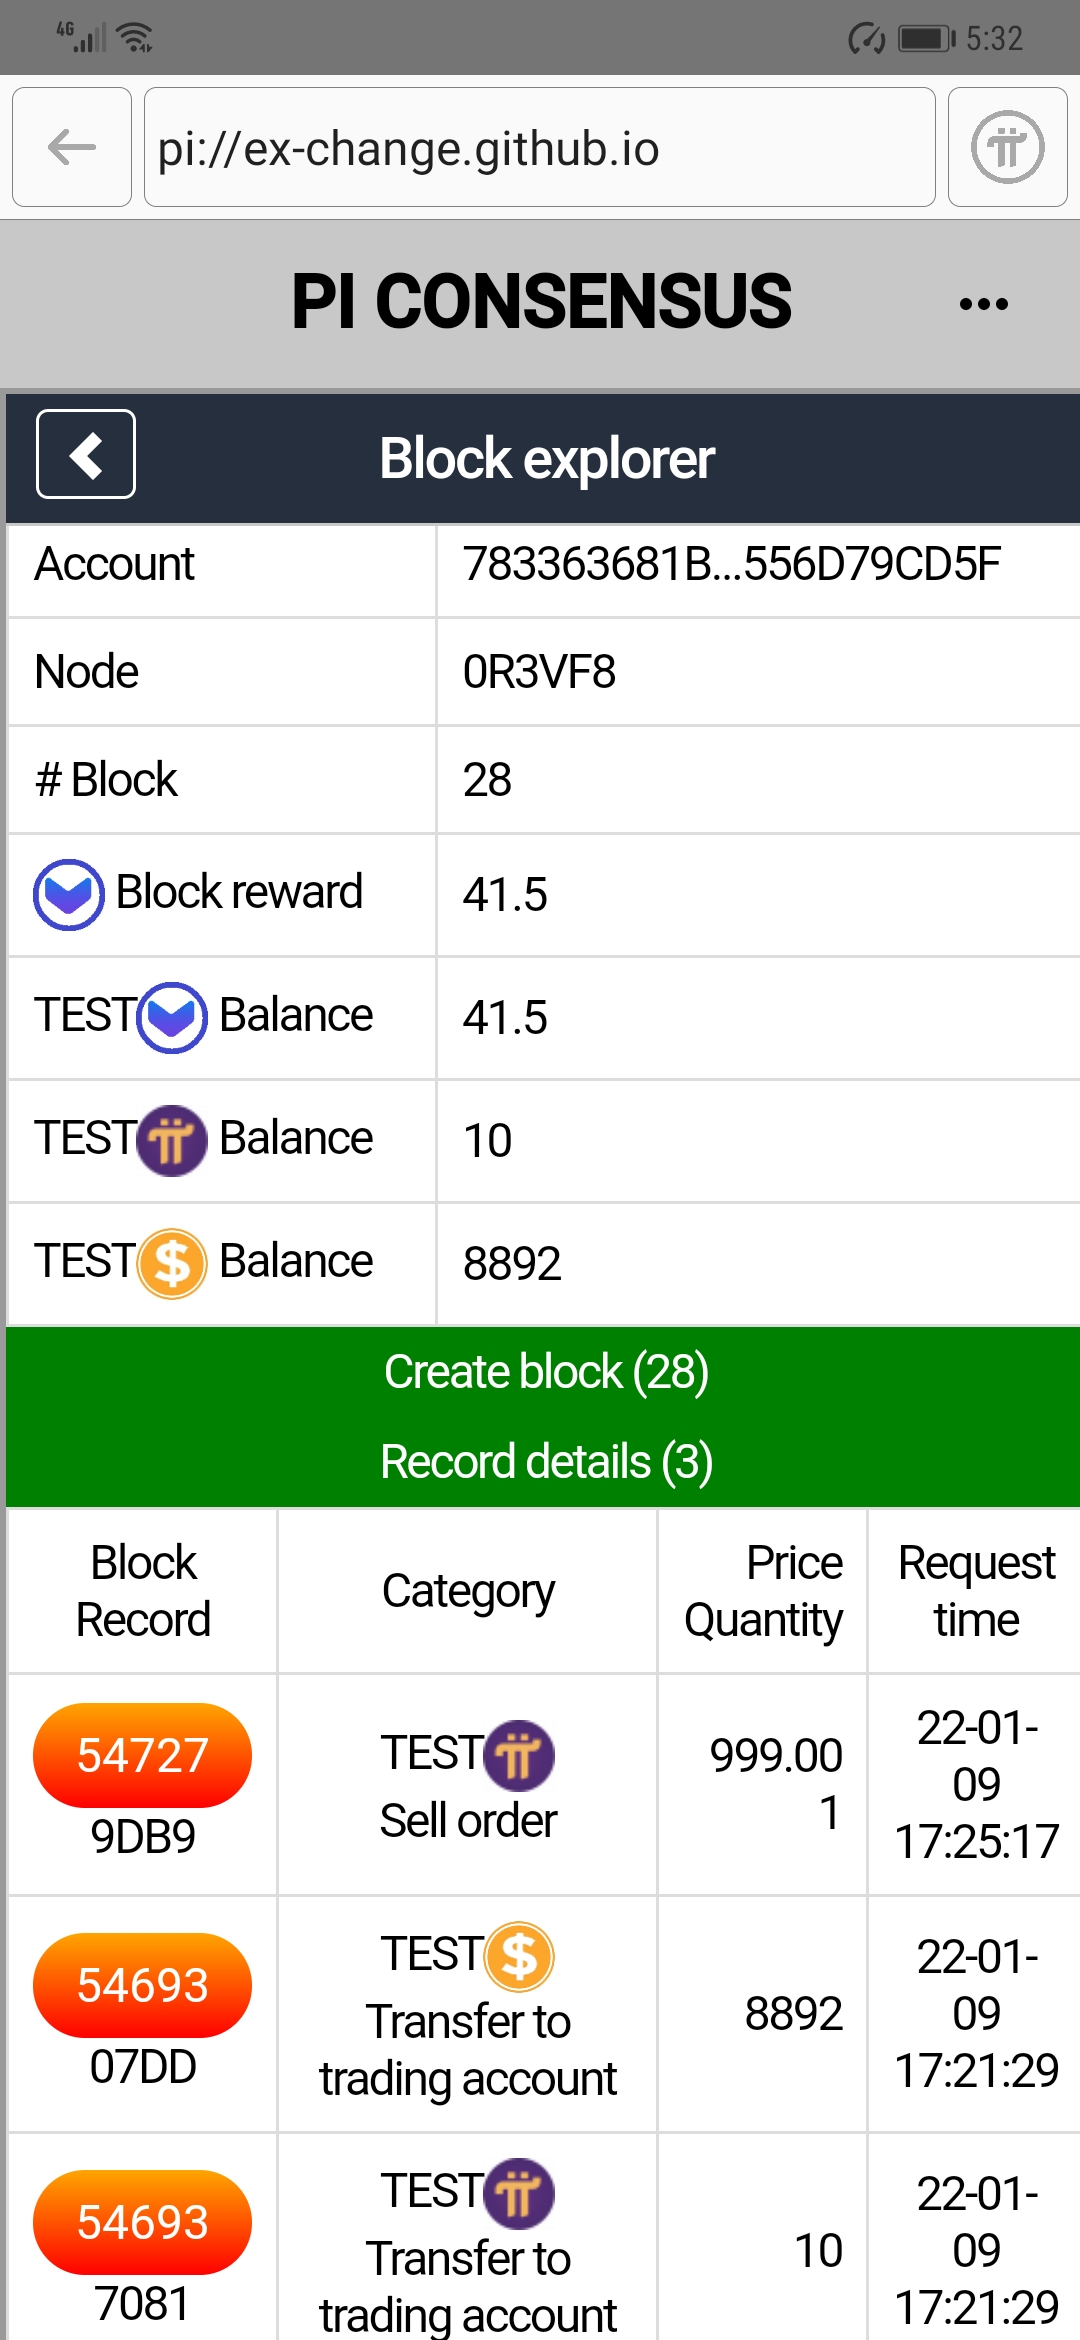 4G 5:32
pi://ex-change.github.io
PI CONSENSUS
Block explorer
Account 783363681B...556D79CD5F
Node 0R3VF8
# Block 28
Block reward 41.5
TEST Balance 41.5
TEST Balance 10
TEST $ Balance 8892
Create block (28)
Record details (3)
Block Record Category Price Quantity Request time
54727 9DB9 TEST Sell order 999.00 1 22-01-09 17:25:17
54693 07DD TEST $ Transfer to trading account 8892 22-01-09 17:21:29
54693 7081 TEST Transfer to trading account 10 22-01-09 17:21:29